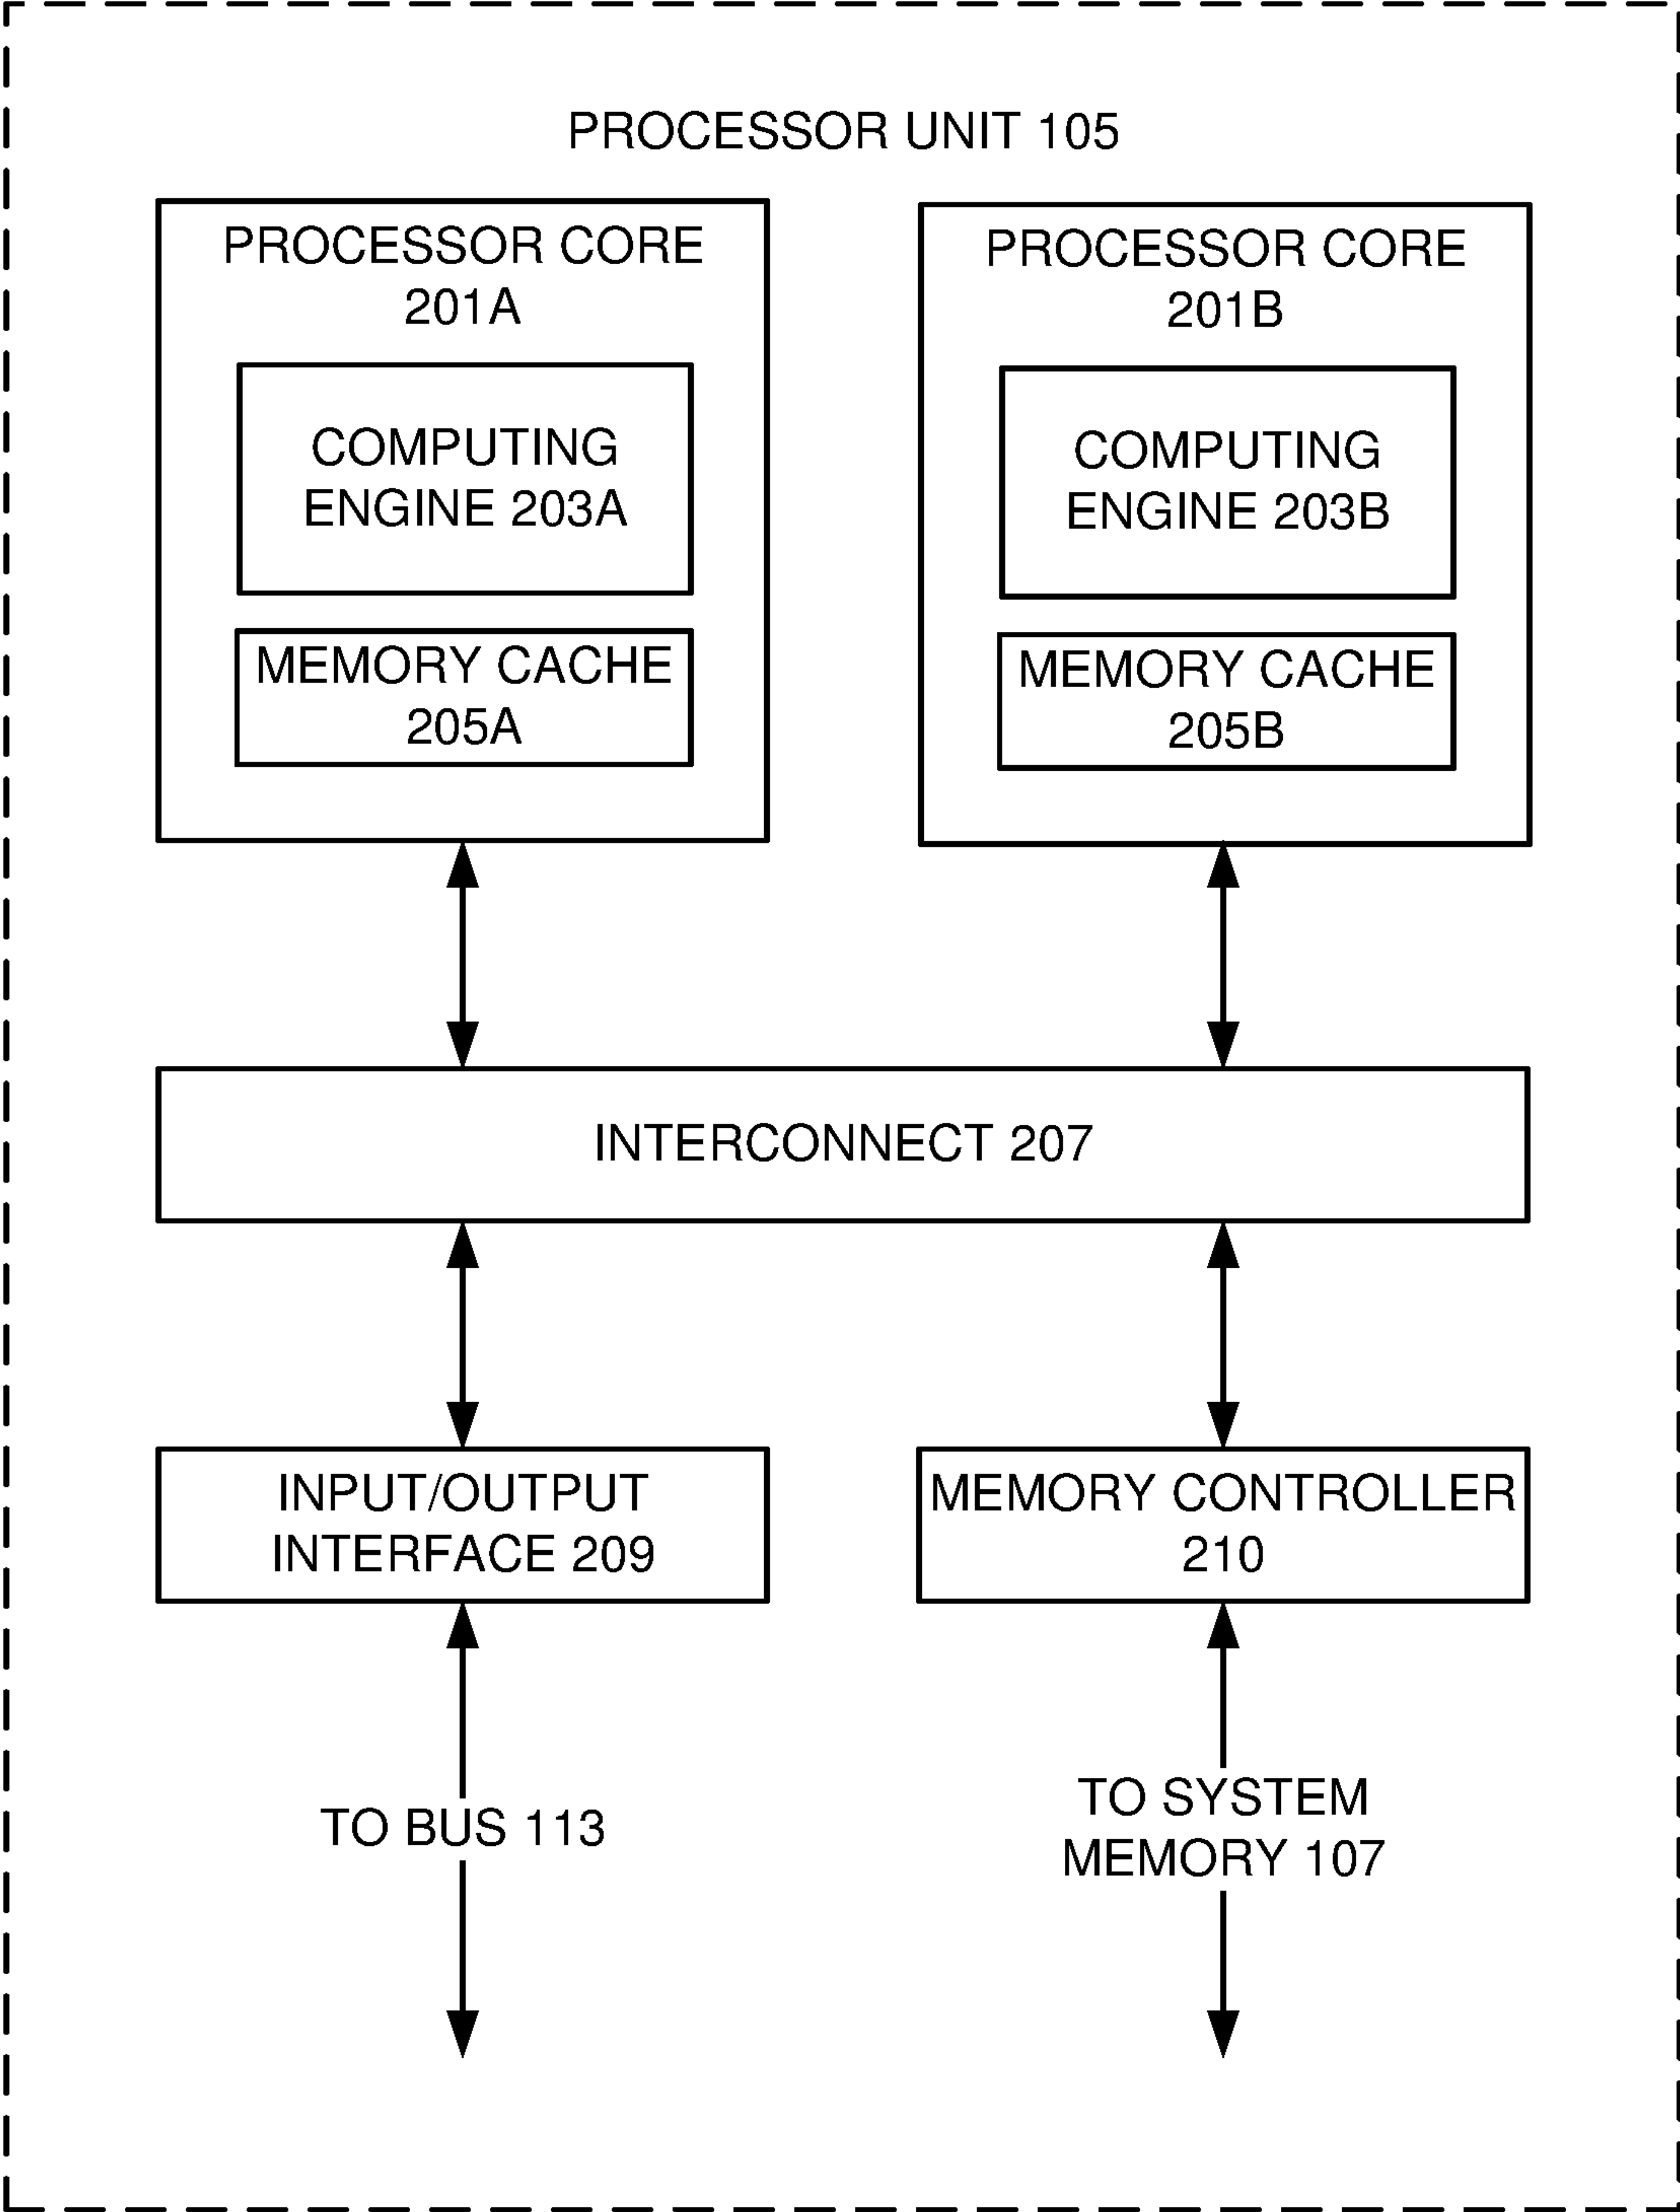 PROCESSOR UNIT 105
PROCESSOR CORE
201A
COMPUTING
ENGINE 203A
MEMORY CACHE
205A
PROCESSOR CORE
201B
COMPUTING
ENGINE 203B
MEMORY CACHE
205B
INTERCONNECT 207
INPUT/OUTPUT
INTERFACE 209
MEMORY CONTROLLER
210
TO BUS 113
TO SYSTEM
MEMORY 107